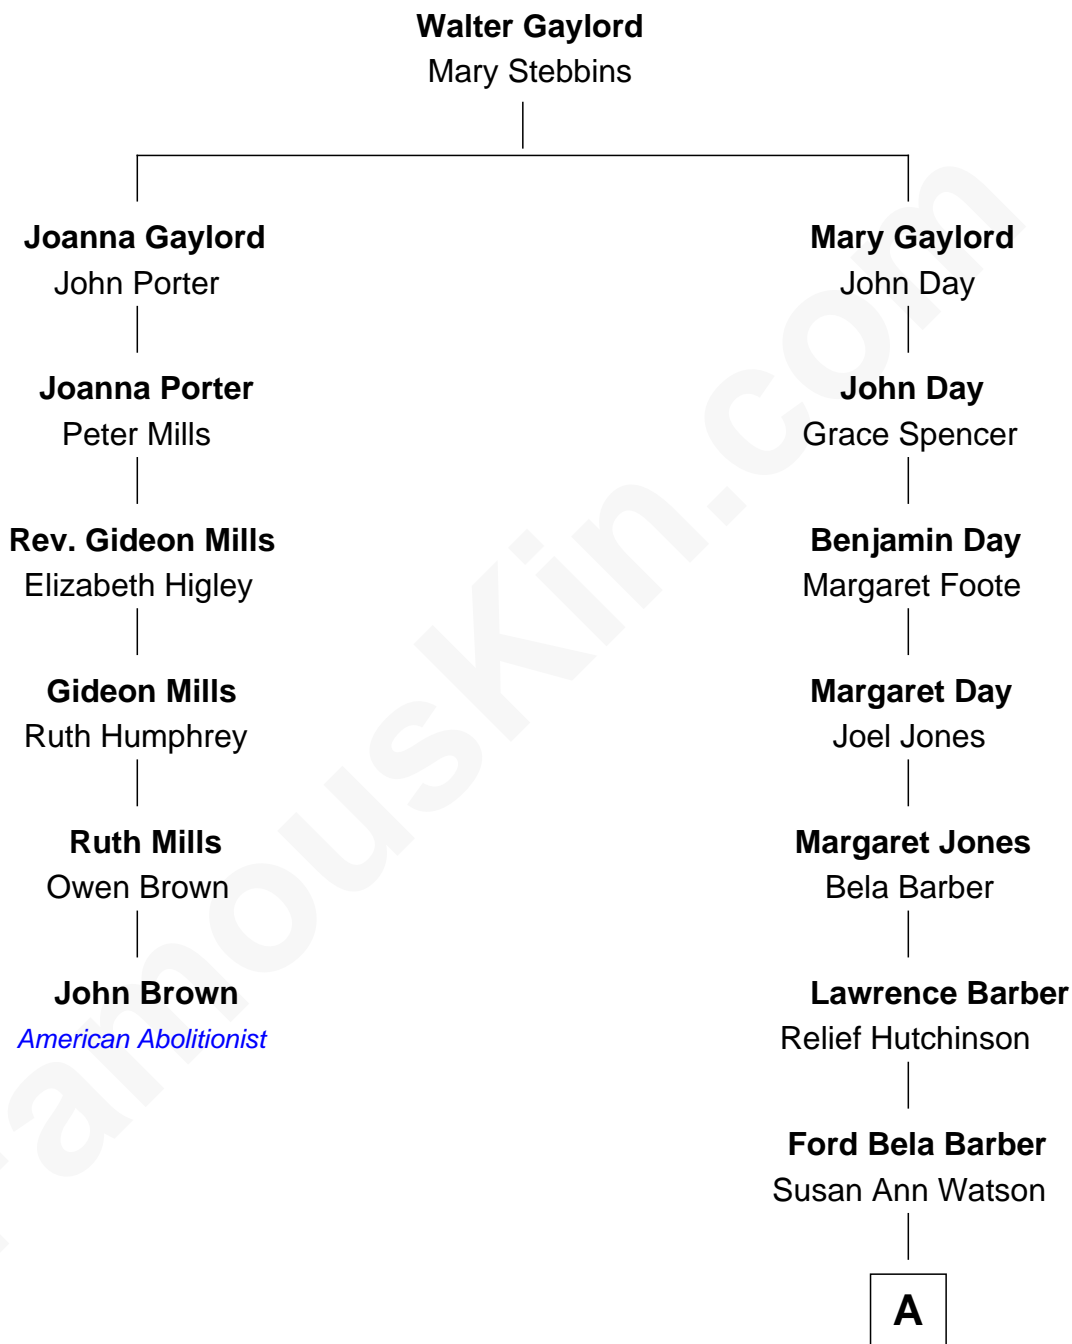 Walter Gaylord
Mary Stebbins
Joanna Gaylord
John Porter
Mary Gaylord
John Day
Joanna Porter
Peter Mills
John Day
Grace Spencer
Rev. Gideon Mills
Elizabeth Higley
Benjamin Day
Margaret Foote
Gideon Mills
Ruth Humphrey
Margaret Day
Joel Jones
Ruth Mills
Owen Brown
Margaret Jones
Bela Barber
John Brown
American Abolitionist
Lawrence Barber
Relief Hutchinson
Ford Bela Barber
Susan Ann Watson
A
FamousKin.com